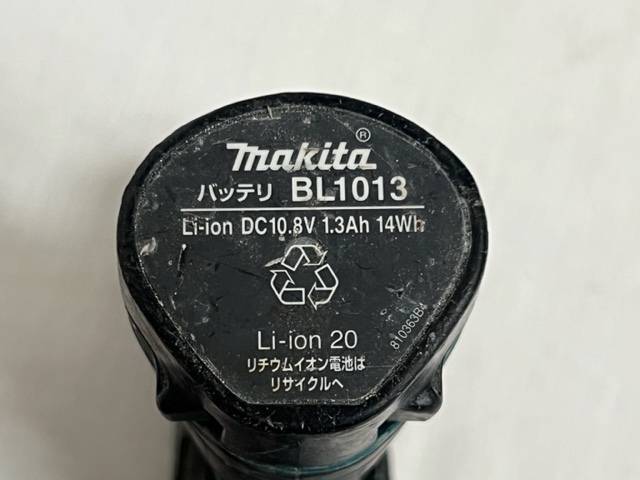 makita®
バッテリ BL1013
Li-ion DC10.8V 1.3Ah 14Wh
Li-ion 20
リチウムイオン電池は
リサイクルへ
810363B4